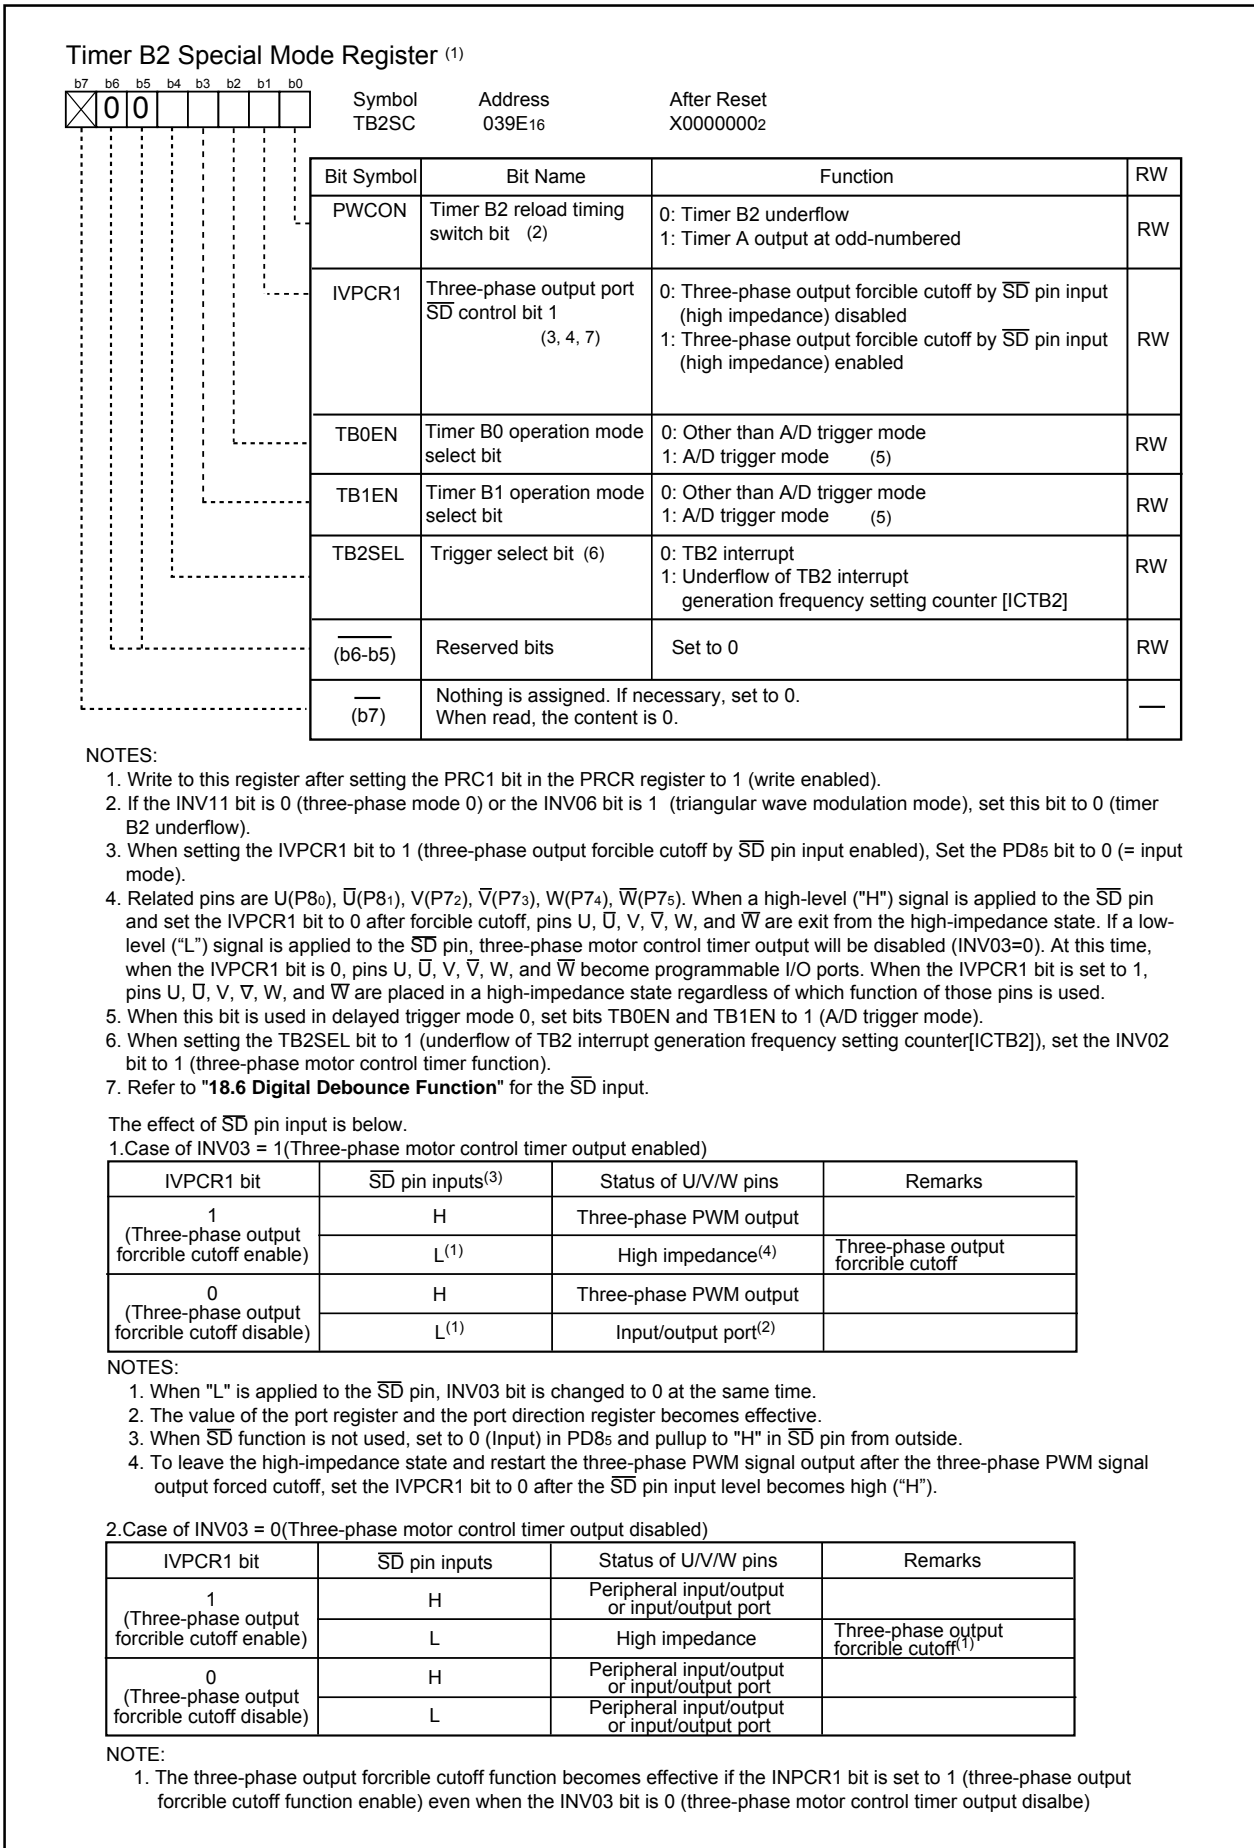 Timer B2 Special Mode Register (1)
b7 b6 b5 b4 b3 b2 b1 b0
0 0
Symbol Address After Reset
TB2SC 039E16 X00000002
Bit Symbol Bit Name Function RW
PWCON Timer B2 reload timing switch bit (2) 0: Timer B2 underflow
1: Timer A output at odd-numbered RW
IVPCR1 Three-phase output port S̅D̅ control bit 1 (3, 4, 7) 0: Three-phase output forcible cutoff by S̅D̅ pin input
(high impedance) disabled
1: Three-phase output forcible cutoff by S̅D̅ pin input
(high impedance) enabled RW
TB0EN Timer B0 operation mode select bit 0: Other than A/D trigger mode
1: A/D trigger mode (5) RW
TB1EN Timer B1 operation mode select bit 0: Other than A/D trigger mode
1: A/D trigger mode (5) RW
TB2SEL Trigger select bit (6) 0: TB2 interrupt
1: Underflow of TB2 interrupt
generation frequency setting counter [ICTB2] RW
(b6-b5) Reserved bits Set to 0 RW
(b7) Nothing is assigned. If necessary, set to 0.
When read, the content is 0. —
NOTES:
1. Write to this register after setting the PRC1 bit in the PRCR register to 1 (write enabled).
2. If the INV11 bit is 0 (three-phase mode 0) or the INV06 bit is 1 (triangular wave modulation mode), set this bit to 0 (timer
B2 underflow).
3. When setting the IVPCR1 bit to 1 (three-phase output forcible cutoff by S̅D̅ pin input enabled), Set the PD85 bit to 0 (= input
mode).
4. Related pins are U(P80), U̅(P81), V(P72), V̅(P73), W(P74), W̅(P75). When a high-level ("H") signal is applied to the S̅D̅ pin
and set the IVPCR1 bit to 0 after forcible cutoff, pins U, U̅, V, V̅, W, and W̅ are exit from the high-impedance state. If a low-
level (“L”) signal is applied to the S̅D̅ pin, three-phase motor control timer output will be disabled (INV03=0). At this time,
when the IVPCR1 bit is 0, pins U, U̅, V, V̅, W, and W̅ become programmable I/O ports. When the IVPCR1 bit is set to 1,
pins U, U̅, V, V̅, W, and W̅ are placed in a high-impedance state regardless of which function of those pins is used.
5. When this bit is used in delayed trigger mode 0, set bits TB0EN and TB1EN to 1 (A/D trigger mode).
6. When setting the TB2SEL bit to 1 (underflow of TB2 interrupt generation frequency setting counter[ICTB2]), set the INV02
bit to 1 (three-phase motor control timer function).
7. Refer to "18.6 Digital Debounce Function" for the S̅D̅ input.
The effect of S̅D̅ pin input is below.
1.Case of INV03 = 1(Three-phase motor control timer output enabled)
IVPCR1 bit S̅D̅ pin inputs(3) Status of U/V/W pins Remarks
1
(Three-phase output
forcrible cutoff enable) H Three-phase PWM output
L(1) High impedance(4) Three-phase output
forcrible cutoff
0
(Three-phase output
forcrible cutoff disable) H Three-phase PWM output
L(1) Input/output port(2)
NOTES:
1. When "L" is applied to the S̅D̅ pin, INV03 bit is changed to 0 at the same time.
2. The value of the port register and the port direction register becomes effective.
3. When S̅D̅ function is not used, set to 0 (Input) in PD85 and pullup to "H" in S̅D̅ pin from outside.
4. To leave the high-impedance state and restart the three-phase PWM signal output after the three-phase PWM signal
output forced cutoff, set the IVPCR1 bit to 0 after the S̅D̅ pin input level becomes high (“H”).
2.Case of INV03 = 0(Three-phase motor control timer output disabled)
IVPCR1 bit S̅D̅ pin inputs Status of U/V/W pins Remarks
1
(Three-phase output
forcrible cutoff enable) H Peripheral input/output
or input/output port
L High impedance Three-phase output
forcrible cutoff(1)
0
(Three-phase output
forcrible cutoff disable) H Peripheral input/output
or input/output port
L Peripheral input/output
or input/output port
NOTE:
1. The three-phase output forcrible cutoff function becomes effective if the INPCR1 bit is set to 1 (three-phase output
forcrible cutoff function enable) even when the INV03 bit is 0 (three-phase motor control timer output disalbe)